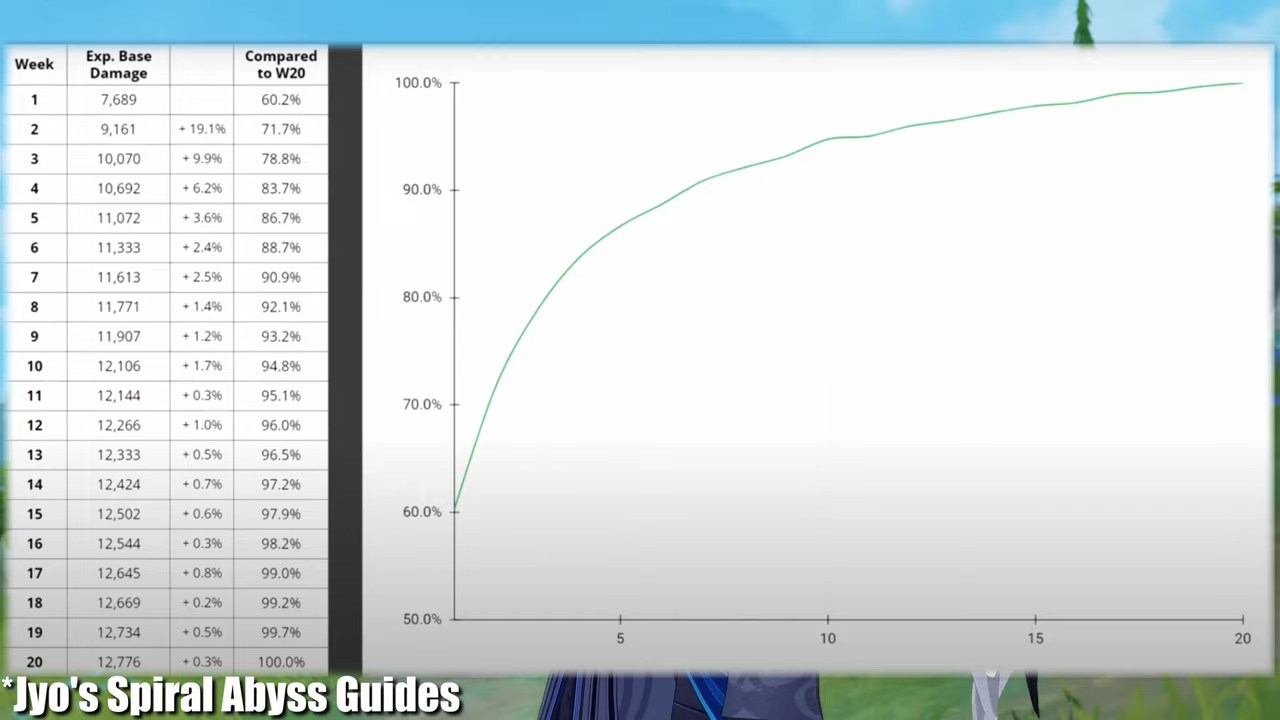 Week Exp. Base Damage Compared to W20
1 7,689 60.2%
2 9,161 + 19.1% 71.7%
3 10,070 + 9.9% 78.8%
4 10,692 + 6.2% 83.7%
5 11,072 + 3.6% 86.7%
6 11,333 + 2.4% 88.7%
7 11,613 + 2.5% 90.9%
8 11,771 + 1.4% 92.1%
9 11,907 + 1.2% 93.2%
10 12,106 + 1.7% 94.8%
11 12,144 + 0.3% 95.1%
12 12,266 + 1.0% 96.0%
13 12,333 + 0.5% 96.5%
14 12,424 + 0.7% 97.2%
15 12,502 + 0.6% 97.9%
16 12,544 + 0.3% 98.2%
17 12,645 + 0.8% 99.0%
18 12,669 + 0.2% 99.2%
19 12,734 + 0.5% 99.7%
20 12,776 + 0.3% 100.0%
100.0%
90.0%
80.0%
70.0%
60.0%
50.0%
5 10 15 20
*Jyo's Spiral Abyss Guides